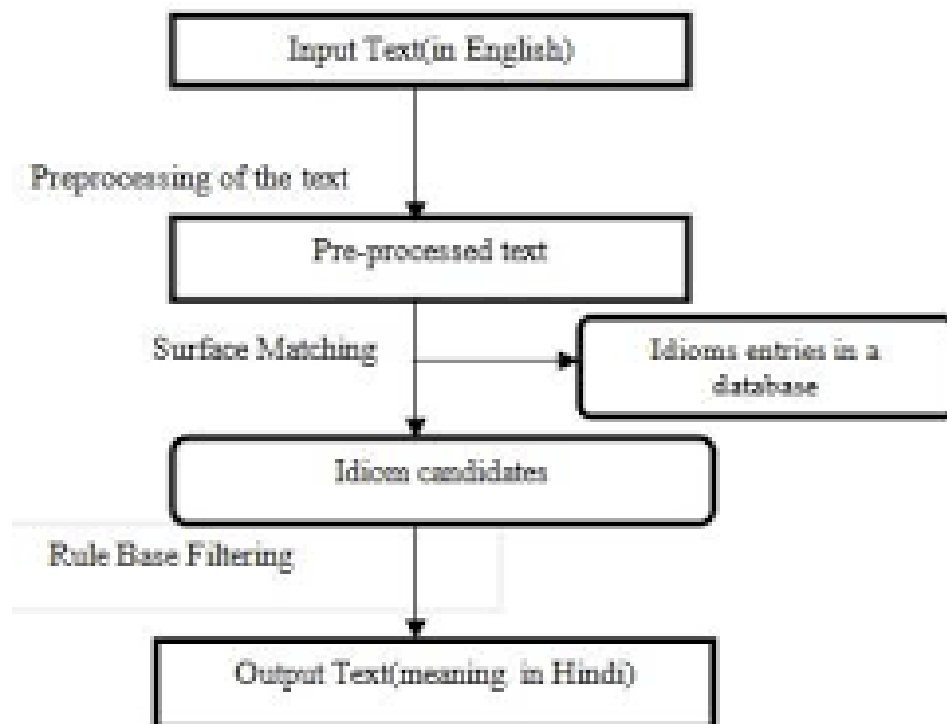 Input Text(in English)
Preprocessing of the text
Pre-processed text
Surface Matching
Idioms entries in a
database
Idiom candidates
Rule Base Filtering
Output Text(meaning in Hindi)